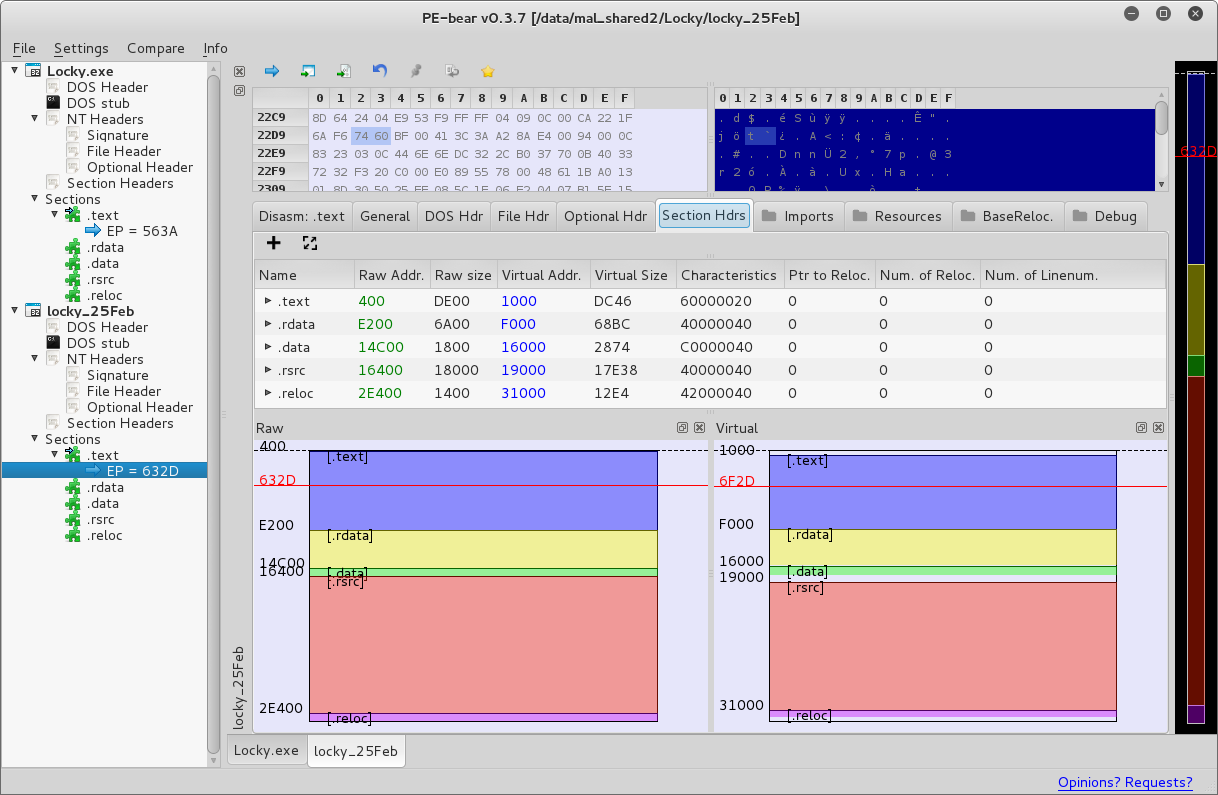 PE-bear v0.3.7 [/data/mal_shared2/Locky/locky_25Feb]
File Settings Compare Info
Locky.exe
DOS Header
DOS stub
NT Headers
Signature
File Header
Optional Header
Section Headers
Sections
.text
EP = 563A
.rdata
.data
.rsrc
.reloc
locky_25Feb
DOS Header
DOS stub
NT Headers
Signature
File Header
Optional Header
Section Headers
Sections
.text
EP = 632D
.rdata
.data
.rsrc
.reloc
0 1 2 3 4 5 6 7 8 9 A B C D E F
22C9 8D 64 24 04 E9 53 F9 FF FF 04 09 0C 00 CA 22 1F
22D9 6A F6 74 60 BF 00 41 3C 3A A2 8A E4 00 94 00 0C
22E9 83 23 03 0C 44 6E 6E DC 32 2C B0 37 70 0B 40 33
22F9 72 32 F3 20 C0 00 E0 89 55 78 00 48 61 1B A0 13
2309 01 8D 30 50 25 FF 08 5C 1E 06 F2 04 07 B1 5F 15
0 1 2 3 4 5 6 7 8 9 A B C D E F
. d $ . é S ù ÿ ÿ . . . . Ê " .
j ö t ` ¿ . A < : ¢ . ä . . . .
. # . . D n n Ü 2 , ° 7 p . @ 3
r 2 ó . À . à . U x . H a . . .
632D
Disasm: .text General DOS Hdr File Hdr Optional Hdr Section Hdrs Imports Resources BaseReloc. Debug
Name Raw Addr. Raw size Virtual Addr. Virtual Size Characteristics Ptr to Reloc. Num. of Reloc. Num. of Linenum.
.text 400 DE00 1000 DC46 60000020 0 0 0
.rdata E200 6A00 F000 68BC 40000040 0 0 0
.data 14C00 1800 16000 2874 C0000040 0 0 0
.rsrc 16400 18000 19000 17E38 40000040 0 0 0
.reloc 2E400 1400 31000 12E4 42000040 0 0 0
Raw
400
[.text]
632D
E200
[.rdata]
14C00
[.data]
16400
[.rsrc]
2E400
[.reloc]
Virtual
1000
[.text]
6F2D
F000
[.rdata]
16000
[.data]
19000
[.rsrc]
31000
[.reloc]
locky_25Feb
Locky.exe locky_25Feb
Opinions? Requests?